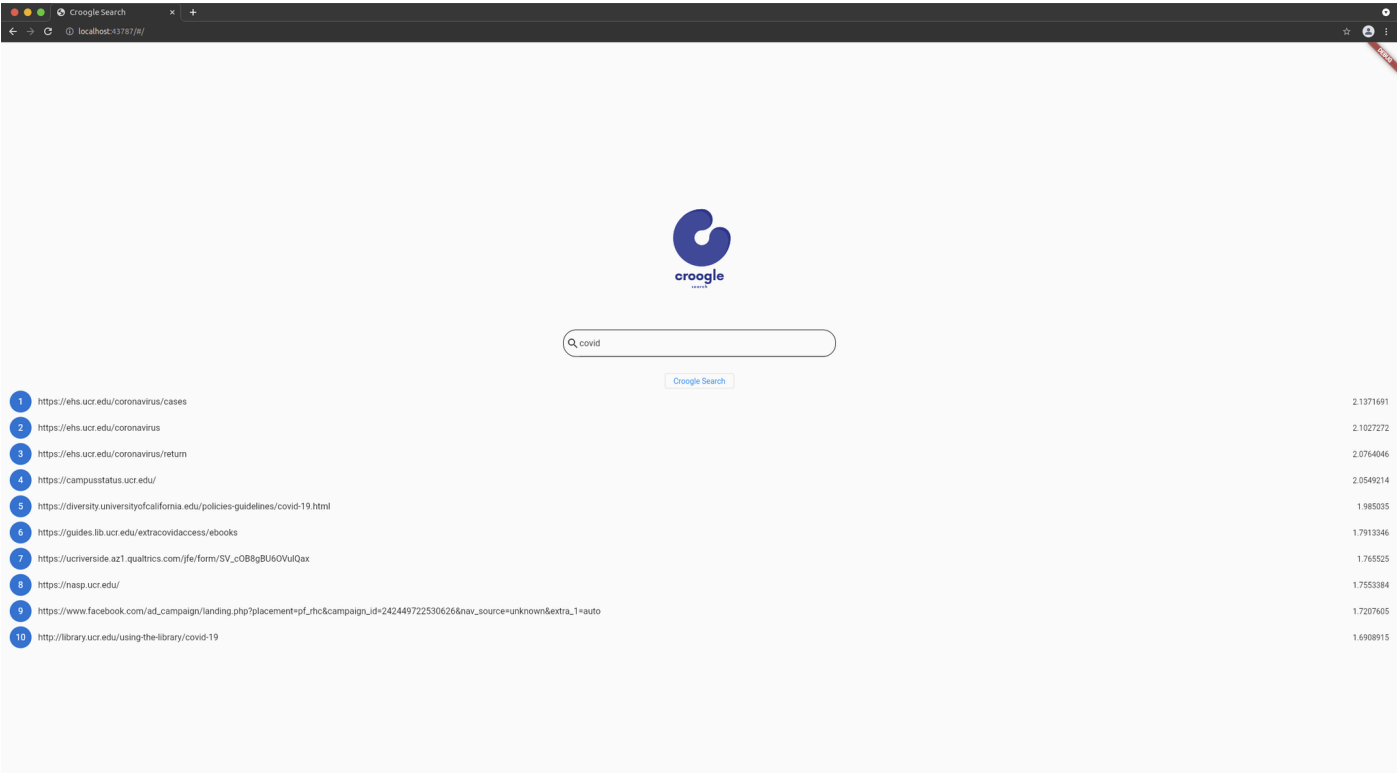 Croogle Search
localhost:43787/#/
DEBUG
croogle
search
covid
Croogle Search
1 https://ehs.ucr.edu/coronavirus/cases 2.1371691
2 https://ehs.ucr.edu/coronavirus 2.1027272
3 https://ehs.ucr.edu/coronavirus/return 2.0764046
4 https://campusstatus.ucr.edu/ 2.0549214
5 https://diversity.universityofcalifornia.edu/policies-guidelines/covid-19.html 1.985035
6 https://guides.lib.ucr.edu/extracovidaccess/ebooks 1.7913346
7 https://ucriverside.az1.qualtrics.com/jfe/form/SV_cOB8gBU6OVulQax 1.765525
8 https://nasp.ucr.edu/ 1.7553384
9 https://www.facebook.com/ad_campaign/landing.php?placement=pf_rhc&campaign_id=242449722530626&nav_source=unknown&extra_1=auto 1.7207605
10 http://library.ucr.edu/using-the-library/covid-19 1.6908915